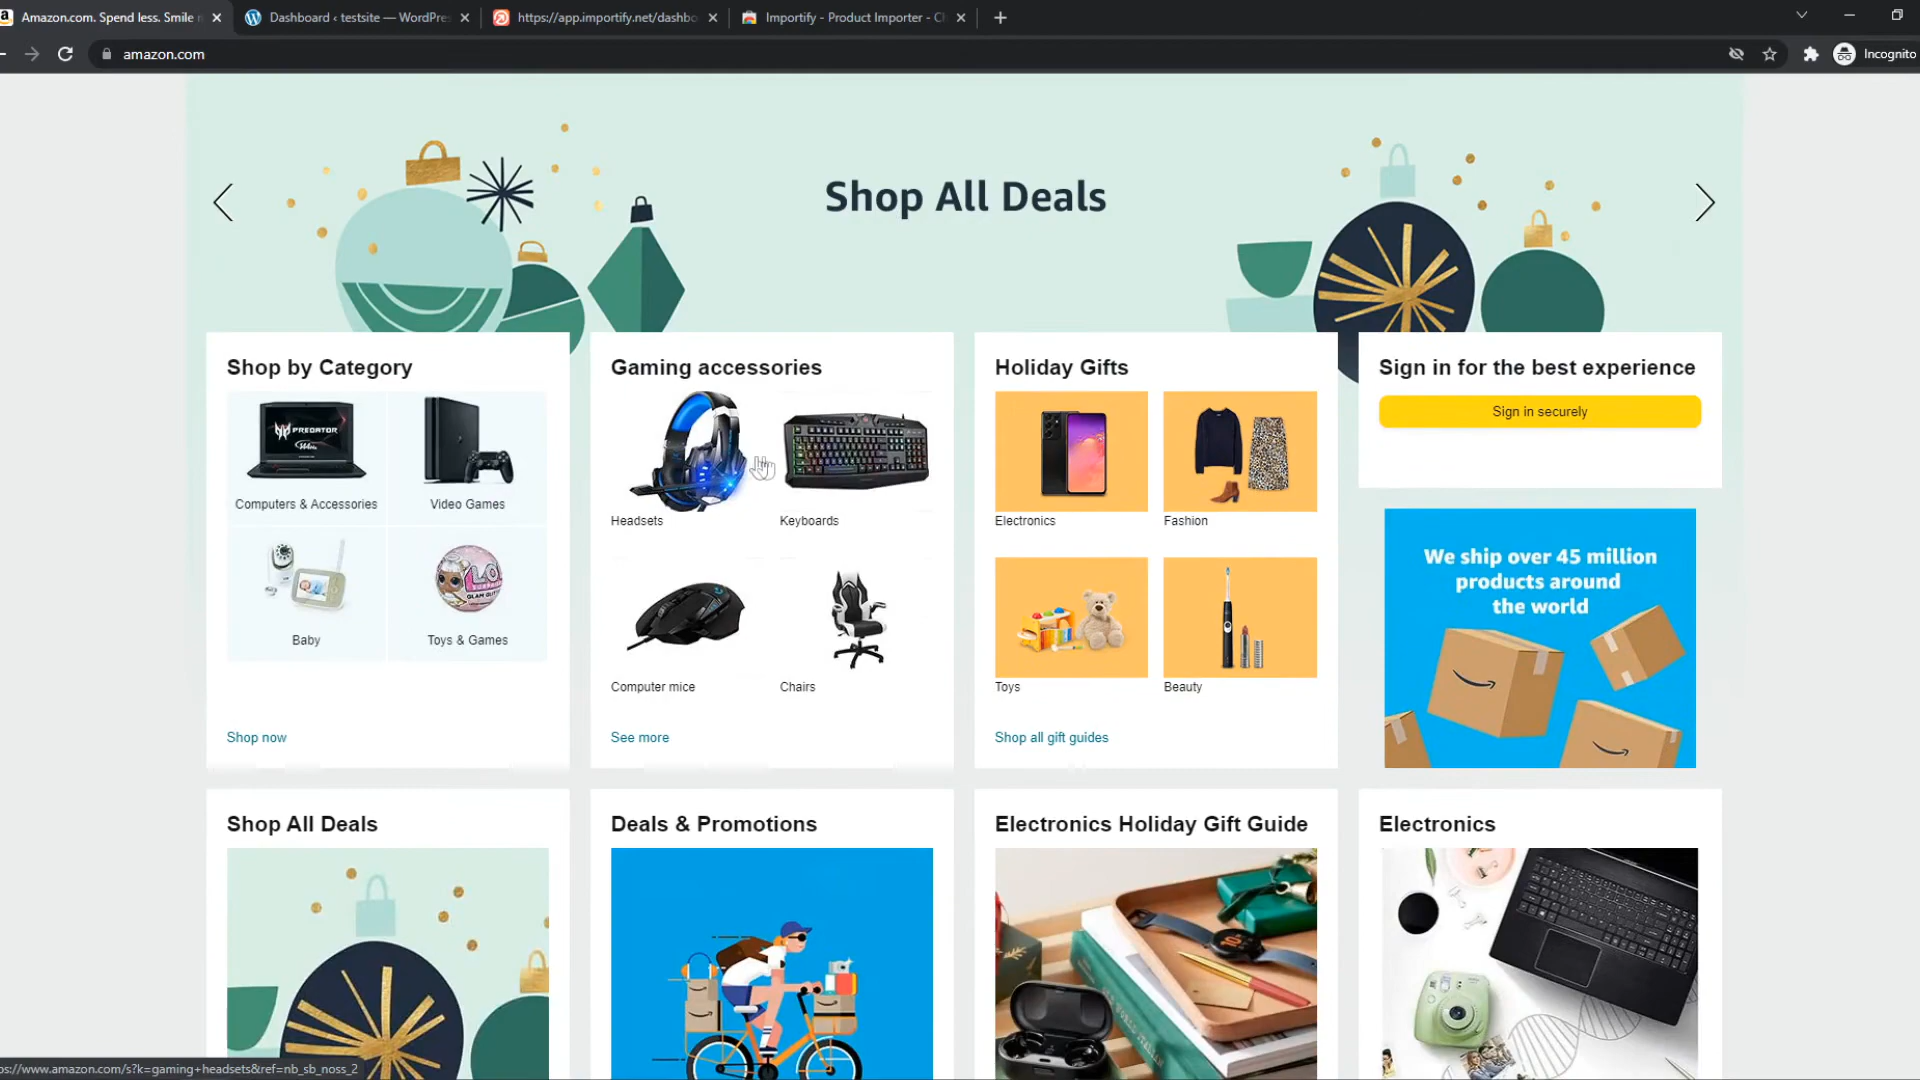 Amazon.com. Spend less. Smile
Dashboard ‹ testsite — WordPre
https://app.importify.net/dashbo
Importify - Product Importer - C
amazon.com
Incognito
Shop All Deals
Shop by Category
Gaming accessories
Holiday Gifts
Sign in for the best experience
Sign in securely
PREDATOR
Computers & Accessories
Video Games
Headsets
Keyboards
Electronics
Fashion
We ship over 45 million
products around
the world
Baby
Toys & Games
Computer mice
Chairs
Toys
Beauty
Shop now
See more
Shop all gift guides
Shop All Deals
Deals & Promotions
Electronics Holiday Gift Guide
Electronics
ps://www.amazon.com/s?k=gaming+headsets&ref=nb_sb_noss_2